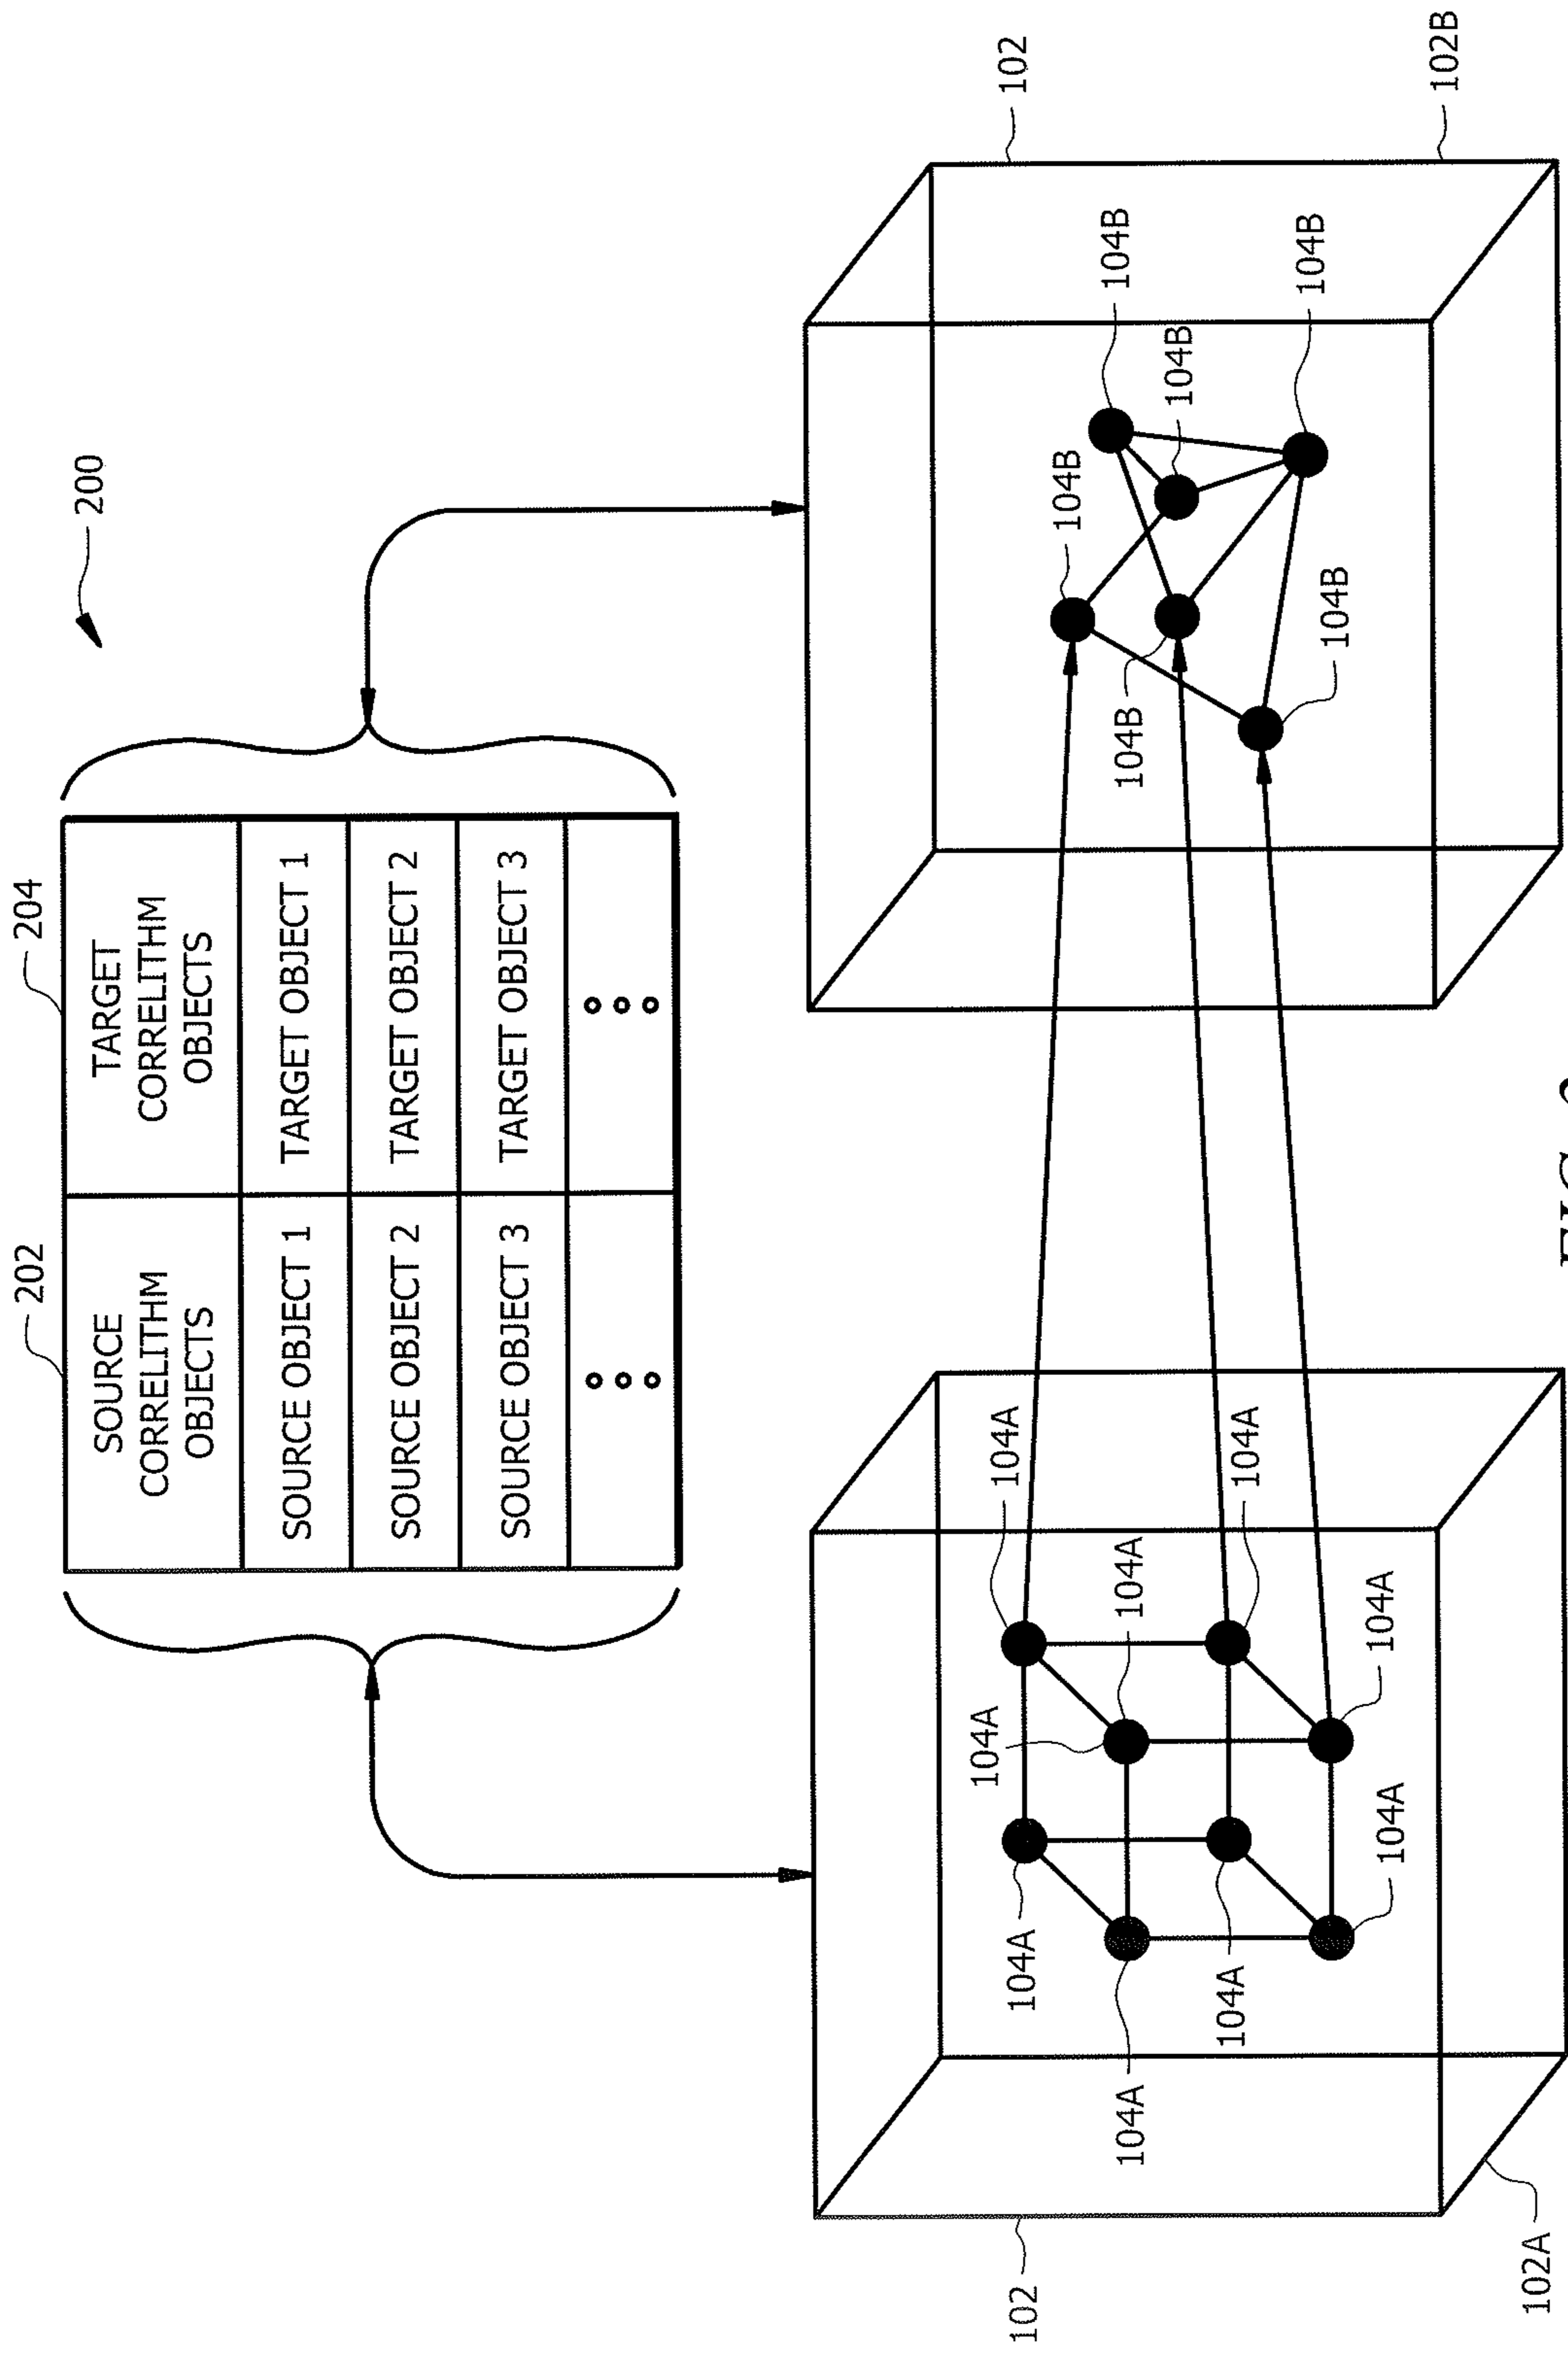 202
204
200
SOURCE CORRELITHM OBJECTS
TARGET CORRELITHM OBJECTS
SOURCE OBJECT 1
TARGET OBJECT 1
SOURCE OBJECT 2
TARGET OBJECT 2
SOURCE OBJECT 3
TARGET OBJECT 3
102
104A
104A
104A
104A
104A
104A
104A
104A
104A
102A
102
104B
104B
104B
104B
104B
104B
102B
FIG.